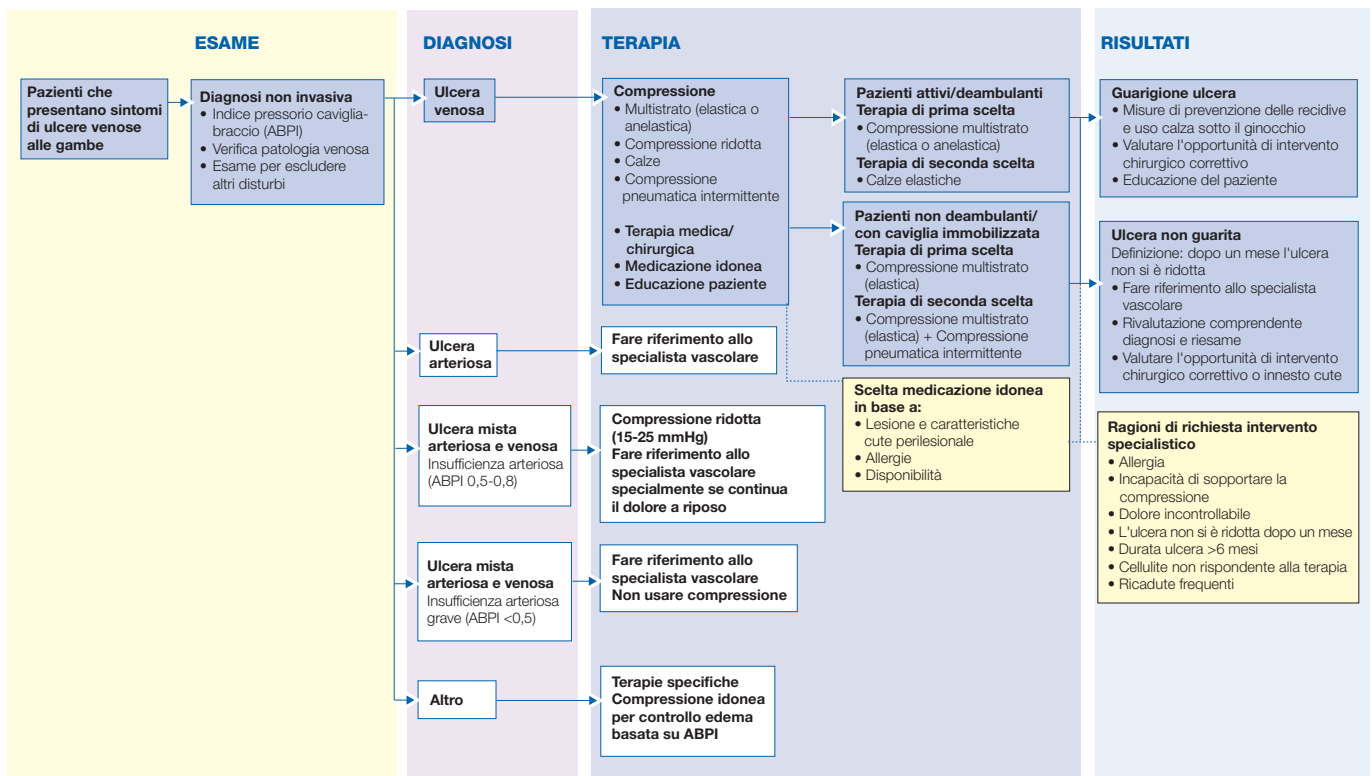 ESAME
DIAGNOSI
TERAPIA
RISULTATI
Pazienti che
presentano sintomi
di ulcere venose
alle gambe
Diagnosi non invasiva
• Indice pressorio caviglia-
braccio (ABPI)
• Verifica patologia venosa
• Esame per escludere
altri disturbi
Ulcera
venosa
Compressione
• Multistrato (elastica o
anelastica)
• Compressione ridotta
• Calze
• Compressione
pneumatica intermittente
• Terapia medica/
chirurgica
• Medicazione idonea
• Educazione paziente
Pazienti attivi/deambulanti
Terapia di prima scelta
• Compressione multistrato
(elastica o anelastica)
Terapia di seconda scelta
• Calze elastiche
Pazienti non deambulanti/
con caviglia immobilizzata
Terapia di prima scelta
• Compressione multistrato
(elastica)
Terapia di seconda scelta
• Compressione multistrato
(elastica) + Compressione
pneumatica intermittente
Guarigione ulcera
• Misure di prevenzione delle recidive
e uso calza sotto il ginocchio
• Valutare l'opportunità di intervento
chirurgico correttivo
• Educazione del paziente
Ulcera non guarita
Definizione: dopo un mese l'ulcera
non si è ridotta
• Fare riferimento allo specialista
vascolare
• Rivalutazione comprendente
diagnosi e riesame
• Valutare l'opportunità di intervento
chirurgico correttivo o innesto cute
Ulcera
arteriosa
Fare riferimento allo
specialista vascolare
Scelta medicazione idonea
in base a:
• Lesione e caratteristiche
cute perilesionale
• Allergie
• Disponibilità
Ragioni di richiesta intervento
specialistico
• Allergia
• Incapacità di sopportare la
compressione
• Dolore incontrollabile
• L'ulcera non si è ridotta dopo un mese
• Durata ulcera >6 mesi
• Cellulite non rispondente alla terapia
• Ricadute frequenti
Ulcera mista
arteriosa e venosa
Insufficienza arteriosa
(ABPI 0,5-0,8)
Compressione ridotta
(15-25 mmHg)
Fare riferimento allo
specialista vascolare
specialmente se continua
il dolore a riposo
Ulcera mista
arteriosa e venosa
Insufficienza arteriosa
grave (ABPI <0,5)
Fare riferimento allo
specialista vascolare
Non usare compressione
Altro
Terapie specifiche
Compressione idonea
per controllo edema
basata su ABPI